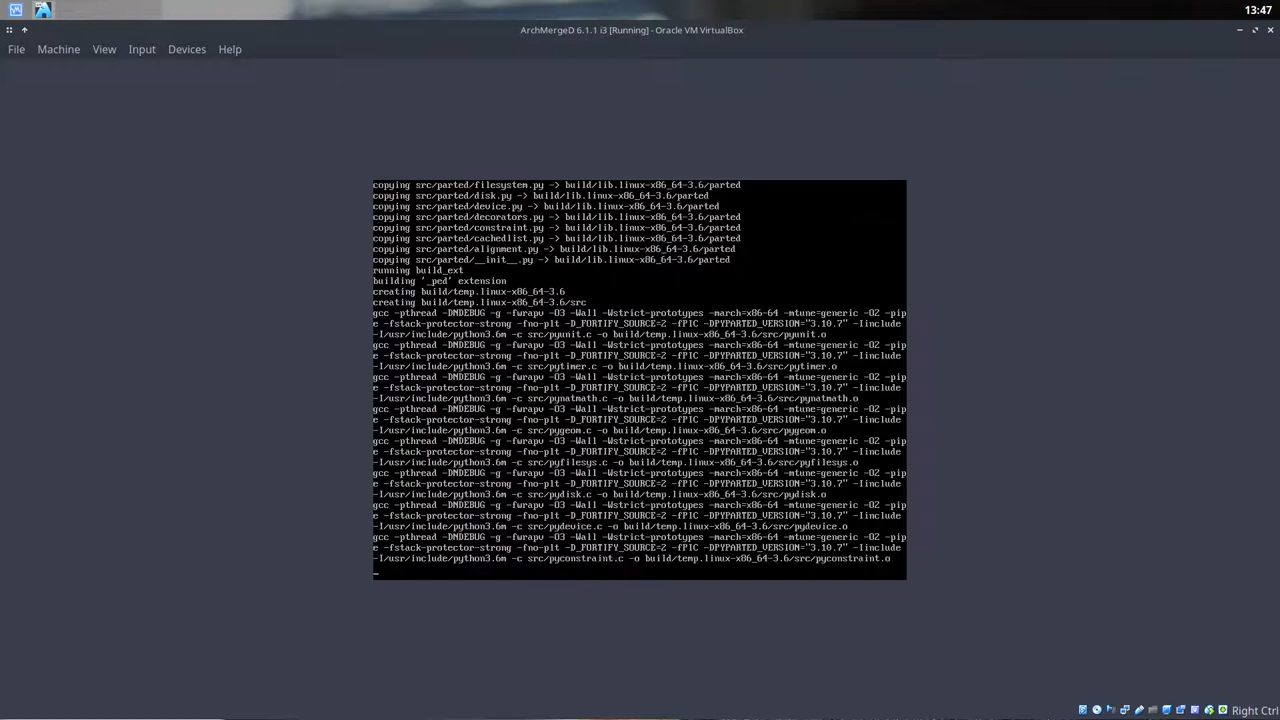 13:47
ArchMergeD 6.1.1 i3 [Running] - Oracle VM VirtualBox
File Machine View Input Devices Help
copying src/parted/filesystem.py -> build/lib.linux-x86_64-3.6/parted
copying src/parted/disk.py -> build/lib.linux-x86_64-3.6/parted
copying src/parted/device.py -> build/lib.linux-x86_64-3.6/parted
copying src/parted/decorators.py -> build/lib.linux-x86_64-3.6/parted
copying src/parted/constraint.py -> build/lib.linux-x86_64-3.6/parted
copying src/parted/cachedlist.py -> build/lib.linux-x86_64-3.6/parted
copying src/parted/alignment.py -> build/lib.linux-x86_64-3.6/parted
copying src/parted/__init__.py -> build/lib.linux-x86_64-3.6/parted
running build_ext
building '_ped' extension
creating build/temp.linux-x86_64-3.6
creating build/temp.linux-x86_64-3.6/src
gcc -pthread -DNDEBUG -g -fwrapv -O3 -Wall -Wstrict-prototypes -march=x86-64 -mtune=generic -O2 -pip
e -fstack-protector-strong -fno-plt -D_FORTIFY_SOURCE=2 -fPIC -DPYPARTED_VERSION="3.10.7" -Iinclude
-I/usr/include/python3.6m -c src/pyunit.c -o build/temp.linux-x86_64-3.6/src/pyunit.o
gcc -pthread -DNDEBUG -g -fwrapv -O3 -Wall -Wstrict-prototypes -march=x86-64 -mtune=generic -O2 -pip
e -fstack-protector-strong -fno-plt -D_FORTIFY_SOURCE=2 -fPIC -DPYPARTED_VERSION="3.10.7" -Iinclude
-I/usr/include/python3.6m -c src/pytimer.c -o build/temp.linux-x86_64-3.6/src/pytimer.o
gcc -pthread -DNDEBUG -g -fwrapv -O3 -Wall -Wstrict-prototypes -march=x86-64 -mtune=generic -O2 -pip
e -fstack-protector-strong -fno-plt -D_FORTIFY_SOURCE=2 -fPIC -DPYPARTED_VERSION="3.10.7" -Iinclude
-I/usr/include/python3.6m -c src/pynatmath.c -o build/temp.linux-x86_64-3.6/src/pynatmath.o
gcc -pthread -DNDEBUG -g -fwrapv -O3 -Wall -Wstrict-prototypes -march=x86-64 -mtune=generic -O2 -pip
e -fstack-protector-strong -fno-plt -D_FORTIFY_SOURCE=2 -fPIC -DPYPARTED_VERSION="3.10.7" -Iinclude
-I/usr/include/python3.6m -c src/pygeom.c -o build/temp.linux-x86_64-3.6/src/pygeom.o
gcc -pthread -DNDEBUG -g -fwrapv -O3 -Wall -Wstrict-prototypes -march=x86-64 -mtune=generic -O2 -pip
e -fstack-protector-strong -fno-plt -D_FORTIFY_SOURCE=2 -fPIC -DPYPARTED_VERSION="3.10.7" -Iinclude
-I/usr/include/python3.6m -c src/pyfilesys.c -o build/temp.linux-x86_64-3.6/src/pyfilesys.o
gcc -pthread -DNDEBUG -g -fwrapv -O3 -Wall -Wstrict-prototypes -march=x86-64 -mtune=generic -O2 -pip
e -fstack-protector-strong -fno-plt -D_FORTIFY_SOURCE=2 -fPIC -DPYPARTED_VERSION="3.10.7" -Iinclude
-I/usr/include/python3.6m -c src/pydisk.c -o build/temp.linux-x86_64-3.6/src/pydisk.o
gcc -pthread -DNDEBUG -g -fwrapv -O3 -Wall -Wstrict-prototypes -march=x86-64 -mtune=generic -O2 -pip
e -fstack-protector-strong -fno-plt -D_FORTIFY_SOURCE=2 -fPIC -DPYPARTED_VERSION="3.10.7" -Iinclude
-I/usr/include/python3.6m -c src/pydevice.c -o build/temp.linux-x86_64-3.6/src/pydevice.o
gcc -pthread -DNDEBUG -g -fwrapv -O3 -Wall -Wstrict-prototypes -march=x86-64 -mtune=generic -O2 -pip
e -fstack-protector-strong -fno-plt -D_FORTIFY_SOURCE=2 -fPIC -DPYPARTED_VERSION="3.10.7" -Iinclude
-I/usr/include/python3.6m -c src/pyconstraint.c -o build/temp.linux-x86_64-3.6/src/pyconstraint.o
Right Ctrl